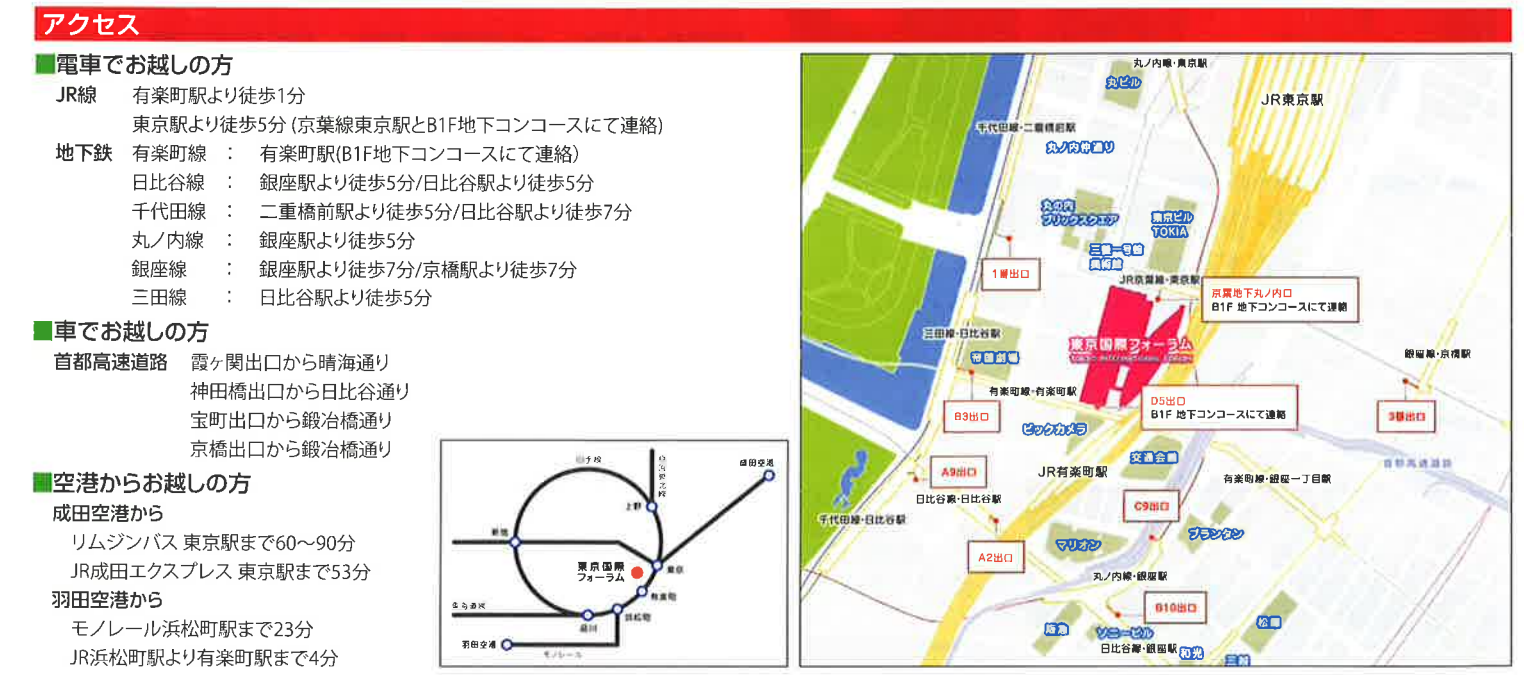 アクセス
■電車でお越しの方
JR線 有楽町駅より徒歩1分
東京駅より徒歩5分 (京葉線東京駅とB1F地下コンコースにて連絡)
地下鉄 有楽町線 : 有楽町駅(B1F地下コンコースにて連絡)
日比谷線 : 銀座駅より徒歩5分/日比谷駅より徒歩5分
千代田線 : 二重橋前駅より徒歩5分/日比谷駅より徒歩7分
丸ノ内線 : 銀座駅より徒歩5分
銀座線 : 銀座駅より徒歩7分/京橋駅より徒歩7分
三田線 : 日比谷駅より徒歩5分
■車でお越しの方
首都高速道路 霞ヶ関出口から晴海通り
神田橋出口から日比谷通り
宝町出口から鍛冶橋通り
京橋出口から鍛冶橋通り
■空港からお越しの方
成田空港から
リムジンバス 東京駅まで60〜90分
JR成田エクスプレス 東京駅まで53分
羽田空港から
モノレール浜松町駅まで23分
JR浜松町駅より有楽町駅まで4分
山手線
成田空港
上野
新宿
東京国際
フォーラム
東京
有楽町
浜松町
品川
羽田空港
モノレール
丸ノ内線・東京駅
丸ビル
JR東京駅
千代田線・二重橋前駅
丸ノ内仲通り
丸の内
ブリックスクエア
東京ビル
TOKIA
三菱一号館
美術館
1番出口
JR京葉線・東京駅
京葉地下丸ノ内口
B1F 地下コンコースにて連絡
三田線・日比谷駅
東京国際フォーラム
帝国劇場
銀座線・京橋駅
有楽町線・有楽町駅
D5出口
B1F 地下コンコースにて連絡
B3出口
3番出口
ビックカメラ
交通会館
首都高速道路
A9出口
JR有楽町駅
有楽町線・銀座一丁目駅
日比谷線・日比谷駅
C9出口
千代田線・日比谷駅
プランタン
マリオン
A2出口
丸ノ内線・銀座駅
B10出口
阪急
ソニービル
松屋
日比谷線・銀座駅
和光
三越